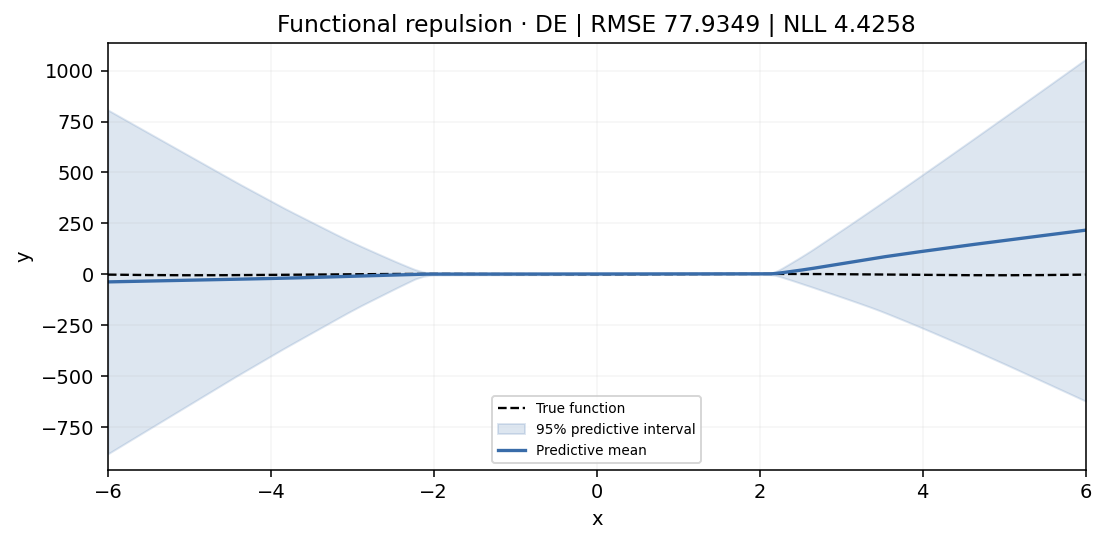 Functional repulsion · DE | RMSE 77.9349 | NLL 4.4258
1000
750
500
250
0
−250
−500
−750
y
−6
−4
−2
0
2
4
6
x
True function
95% predictive interval
Predictive mean